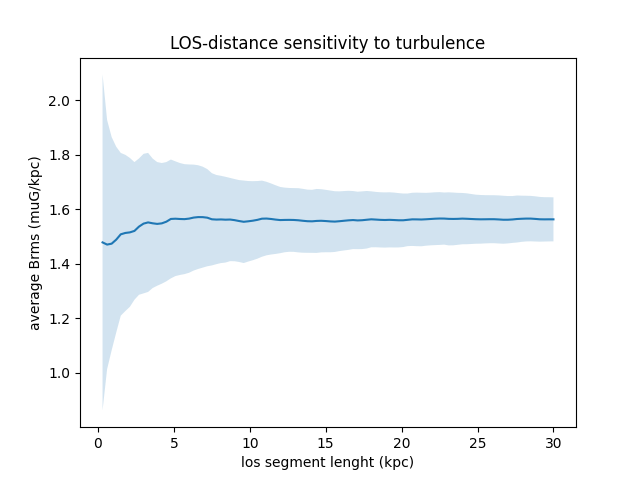 LOS-distance sensitivity to turbulence
average Brms (muG/kpc)
2.0
1.8
1.6
1.4
1.2
1.0
0 5 10 15 20 25 30
los segment lenght (kpc)